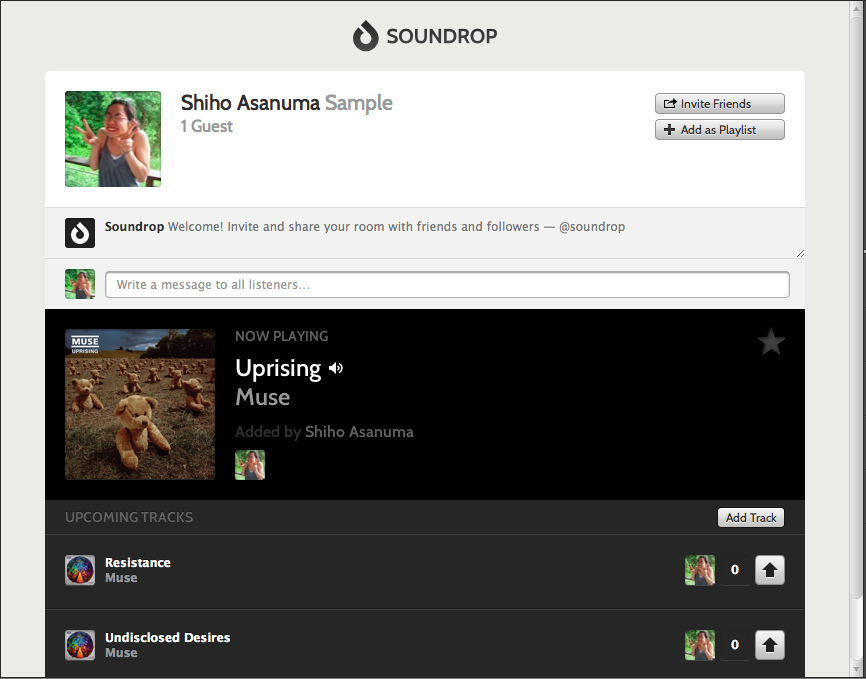 SOUNDROP
Shiho Asanuma Sample
1 Guest
Invite Friends
Add as Playlist
Soundrop Welcome! Invite and share your room with friends and followers — @soundrop
Write a message to all listeners...
MUSE
UPRISING
NOW PLAYING
Uprising
Muse
Added by Shiho Asanuma
UPCOMING TRACKS
Add Track
Resistance
Muse
0
Undisclosed Desires
Muse
0